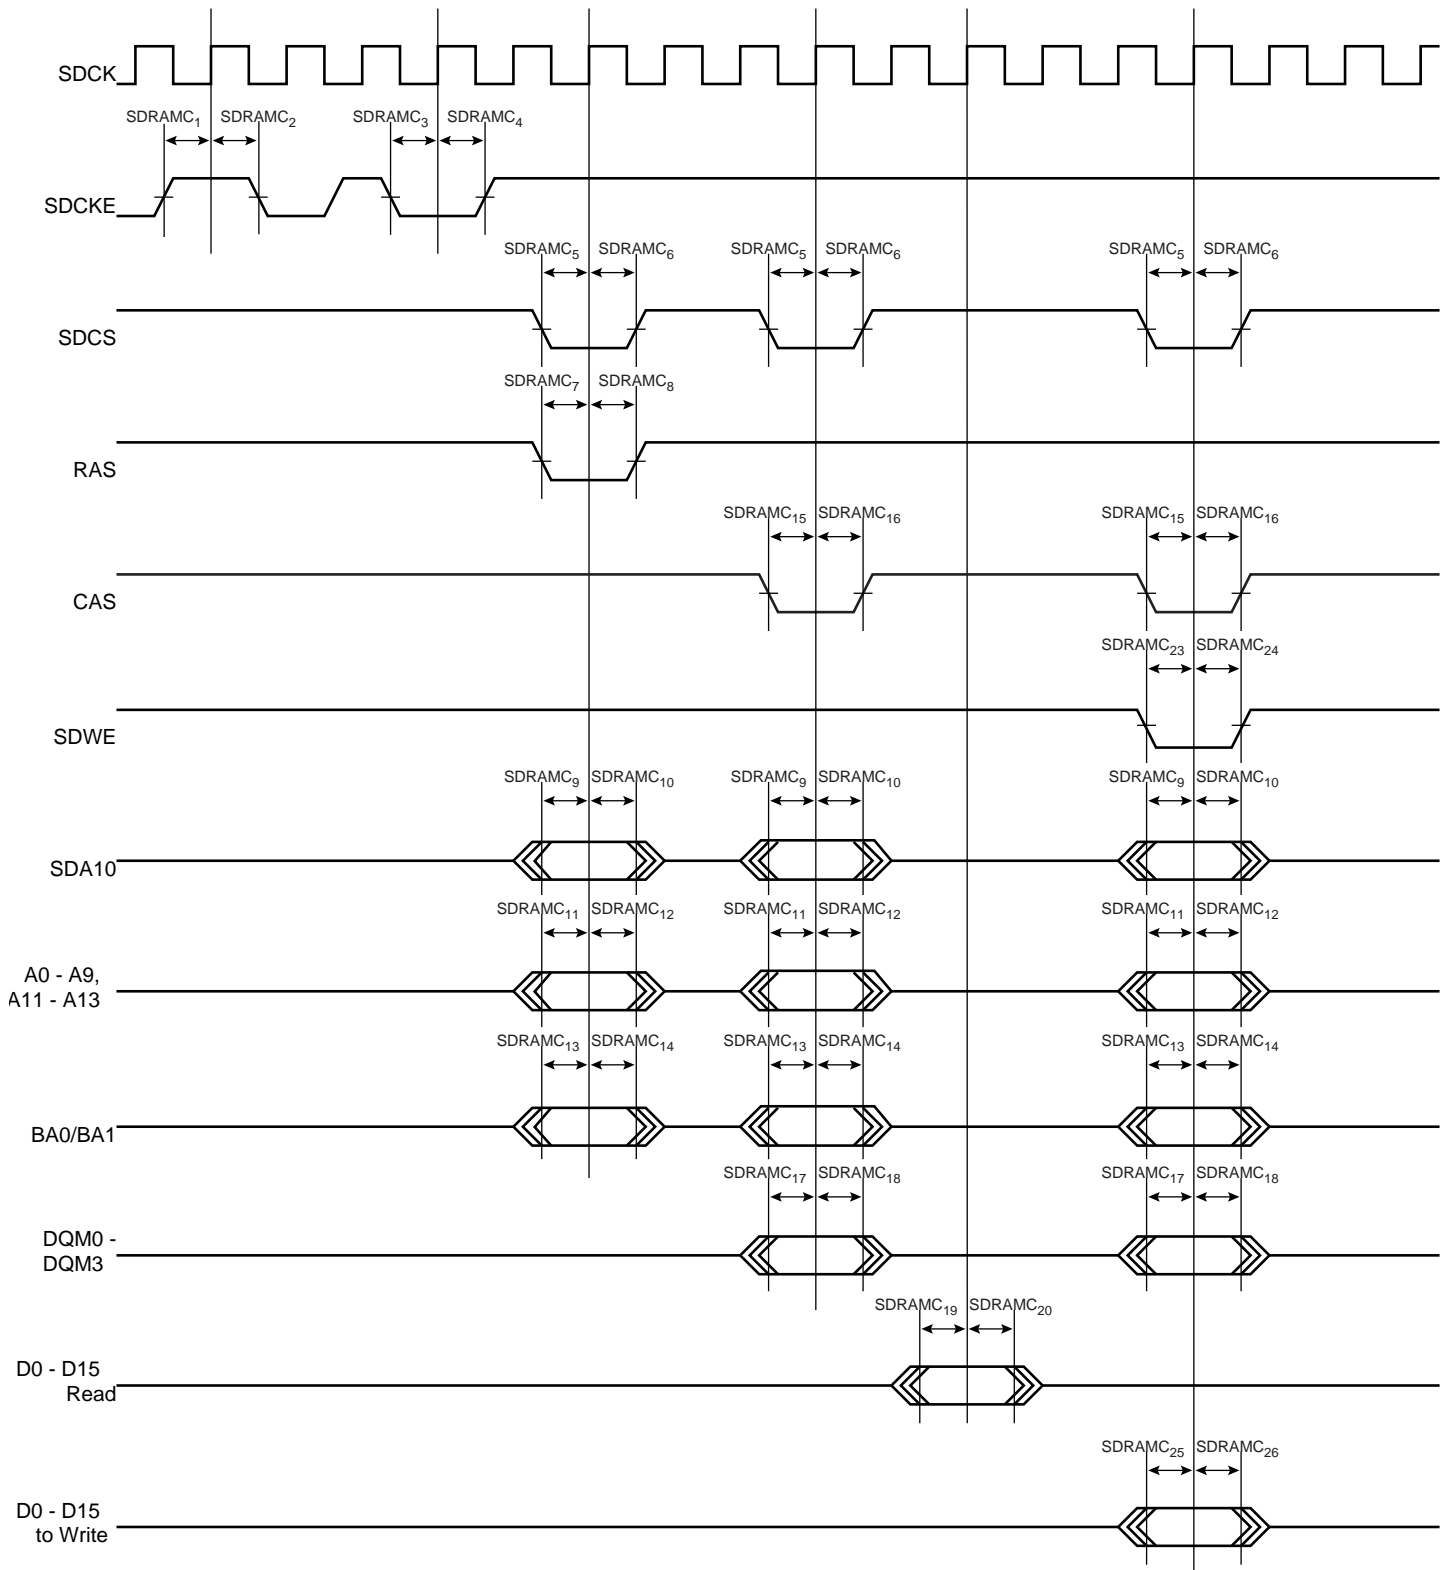 SDCK
SDRAMC1 SDRAMC2 SDRAMC3 SDRAMC4
SDCKE
SDRAMC5 SDRAMC6 SDRAMC5 SDRAMC6 SDRAMC5 SDRAMC6
SDCS
SDRAMC7 SDRAMC8
RAS
SDRAMC15 SDRAMC16 SDRAMC15 SDRAMC16
CAS
SDRAMC23 SDRAMC24
SDWE
SDRAMC9 SDRAMC10 SDRAMC9 SDRAMC10 SDRAMC9 SDRAMC10
SDA10
SDRAMC11 SDRAMC12 SDRAMC11 SDRAMC12 SDRAMC11 SDRAMC12
A0 - A9,
A11 - A13
SDRAMC13 SDRAMC14 SDRAMC13 SDRAMC14 SDRAMC13 SDRAMC14
BA0/BA1
SDRAMC17 SDRAMC18 SDRAMC17 SDRAMC18
DQM0 -
DQM3
SDRAMC19 SDRAMC20
D0 - D15
Read
SDRAMC25 SDRAMC26
D0 - D15
to Write